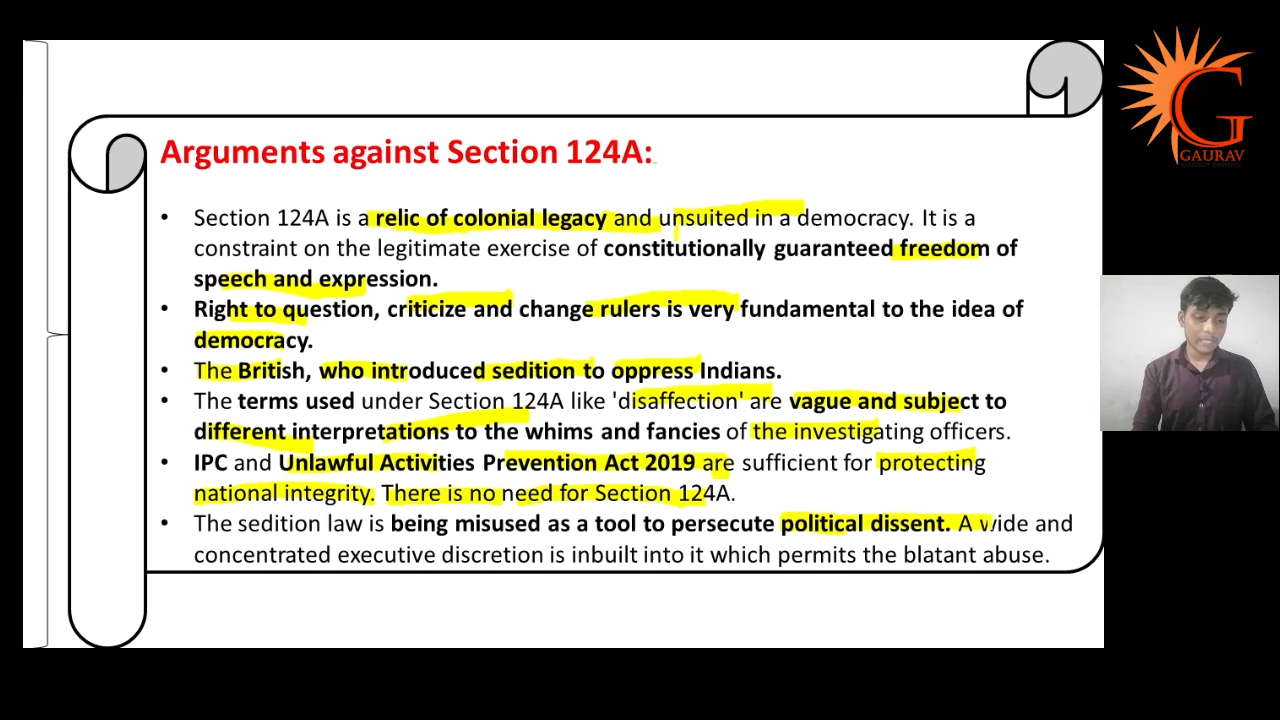 Arguments against Section 124A:
• Section 124A is a relic of colonial legacy and unsuited in a democracy. It is a
constraint on the legitimate exercise of constitutionally guaranteed freedom of
speech and expression.
• Right to question, criticize and change rulers is very fundamental to the idea of
democracy.
• The British, who introduced sedition to oppress Indians.
• The terms used under Section 124A like 'disaffection' are vague and subject to
different interpretations to the whims and fancies of the investigating officers.
• IPC and Unlawful Activities Prevention Act 2019 are sufficient for protecting
national integrity. There is no need for Section 124A.
• The sedition law is being misused as a tool to persecute political dissent. A wide and
concentrated executive discretion is inbuilt into it which permits the blatant abuse.
G
GAURAV